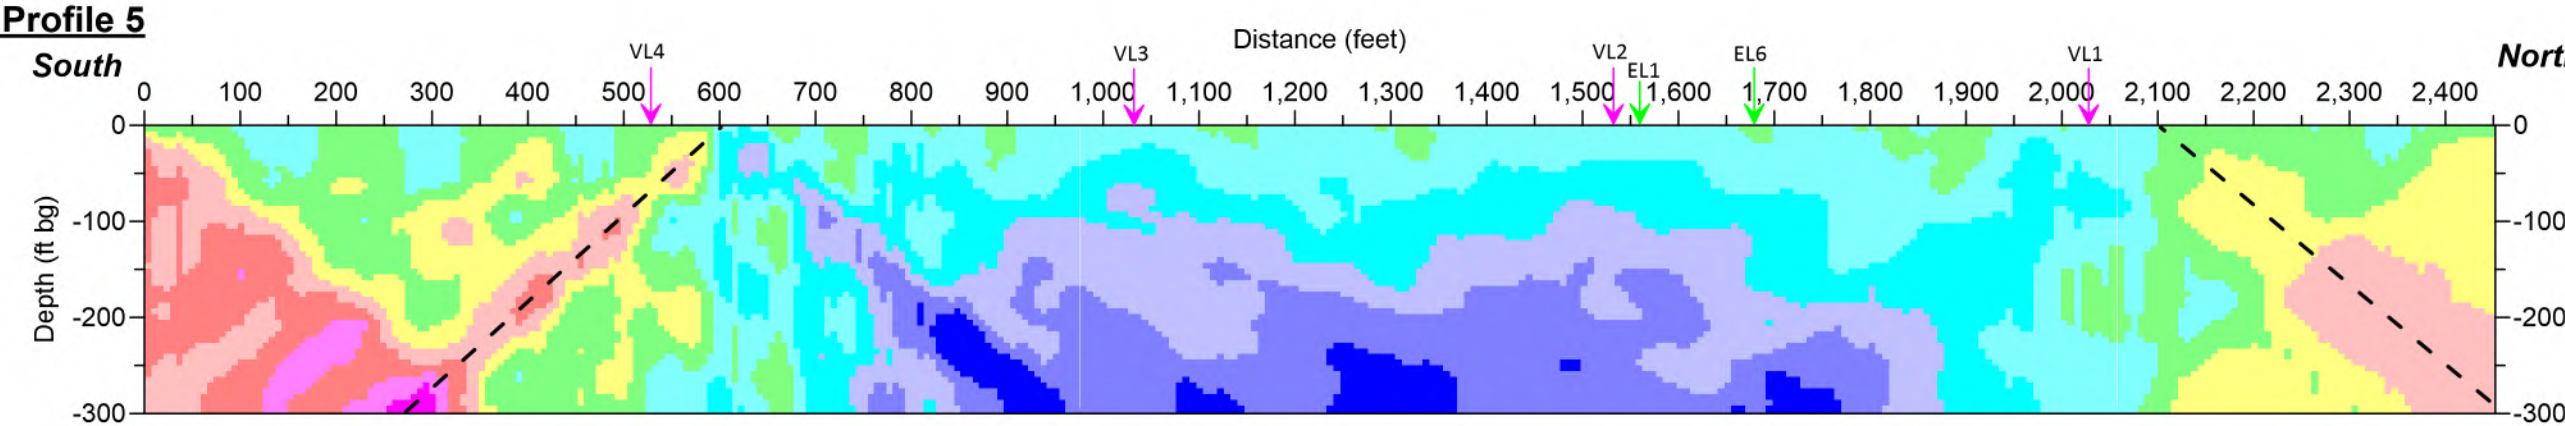 Profile 5
South
Distance (feet)
VL4
VL3
VL2
EL1
EL6
VL1
0 100 200 300 400 500 600 700 800 900 1,000 1,100 1,200 1,300 1,400 1,500 1,600 1,700 1,800 1,900 2,000 2,100 2,200 2,300 2,400
Depth (ft bg)
0
-100
-200
-300
0
-100
-200
-300